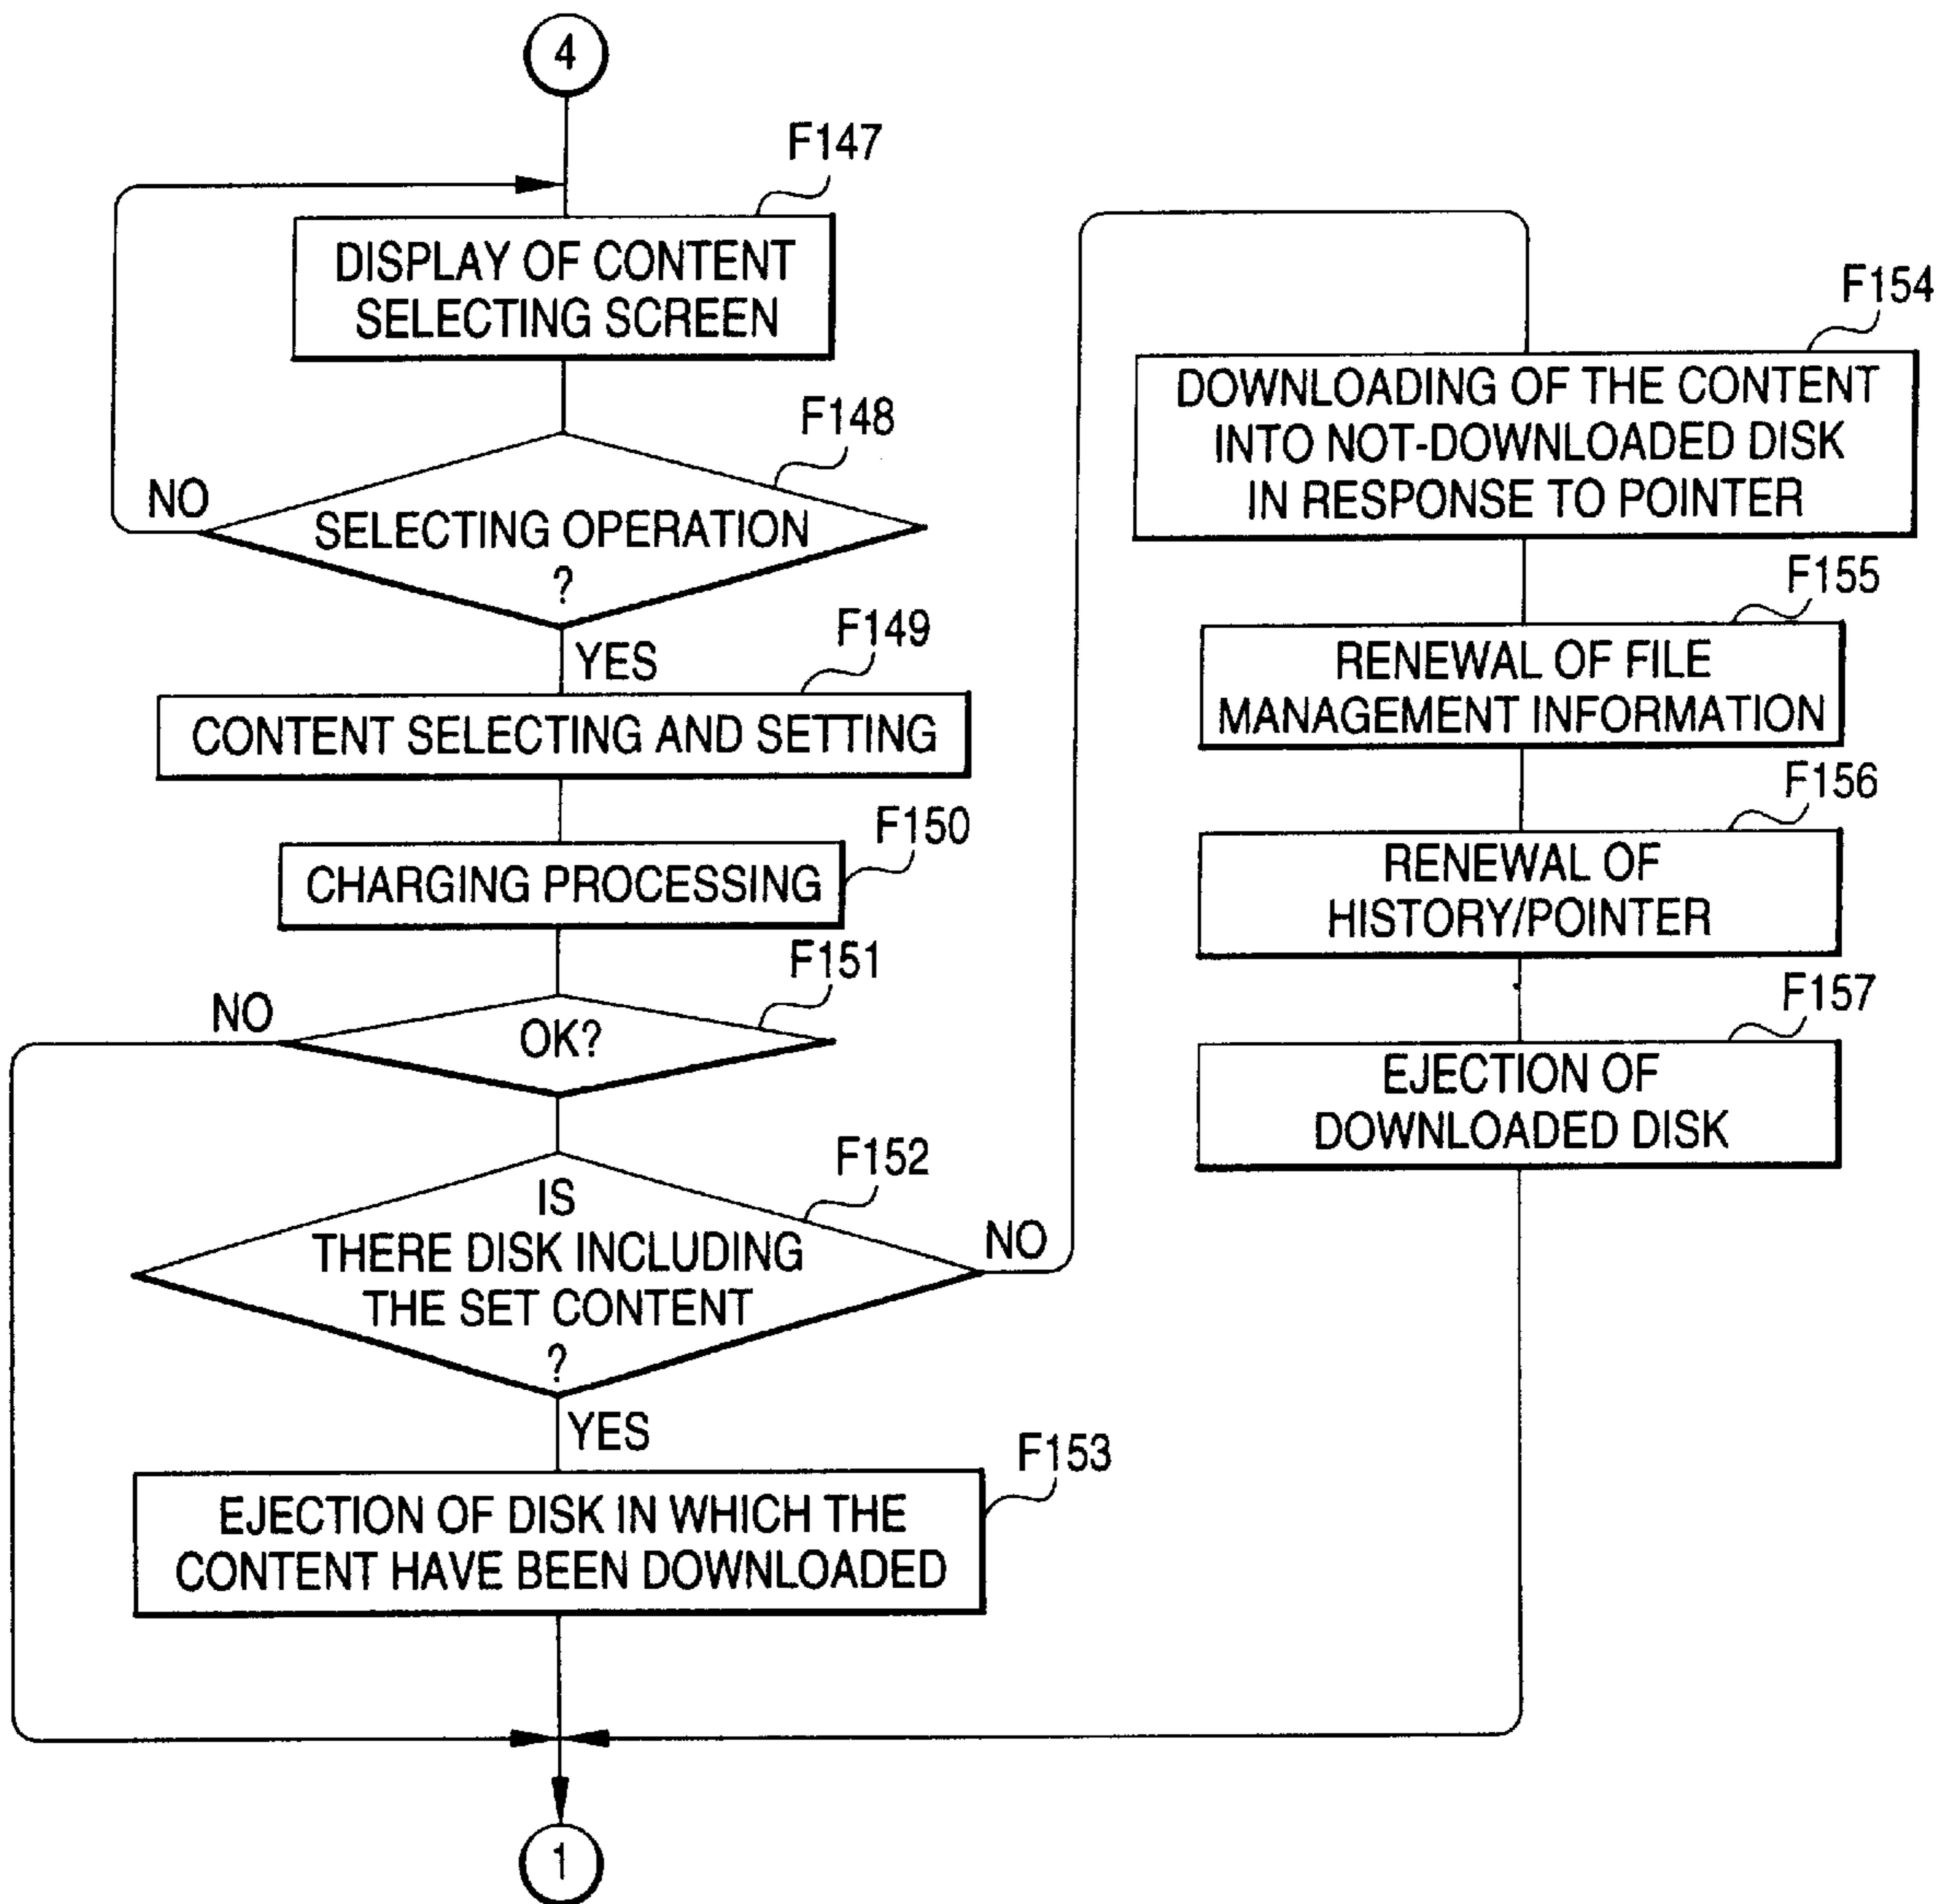 4
F147
DISPLAY OF CONTENT
SELECTING SCREEN
F148
NO
SELECTING OPERATION
?
YES
F149
CONTENT SELECTING AND SETTING
F150
CHARGING PROCESSING
F151
NO
OK?
F152
IS
THERE DISK INCLUDING
THE SET CONTENT
?
NO
YES
F153
EJECTION OF DISK IN WHICH THE
CONTENT HAVE BEEN DOWNLOADED
1
F154
DOWNLOADING OF THE CONTENT
INTO NOT-DOWNLOADED DISK
IN RESPONSE TO POINTER
F155
RENEWAL OF FILE
MANAGEMENT INFORMATION
F156
RENEWAL OF
HISTORY/POINTER
F157
EJECTION OF
DOWNLOADED DISK